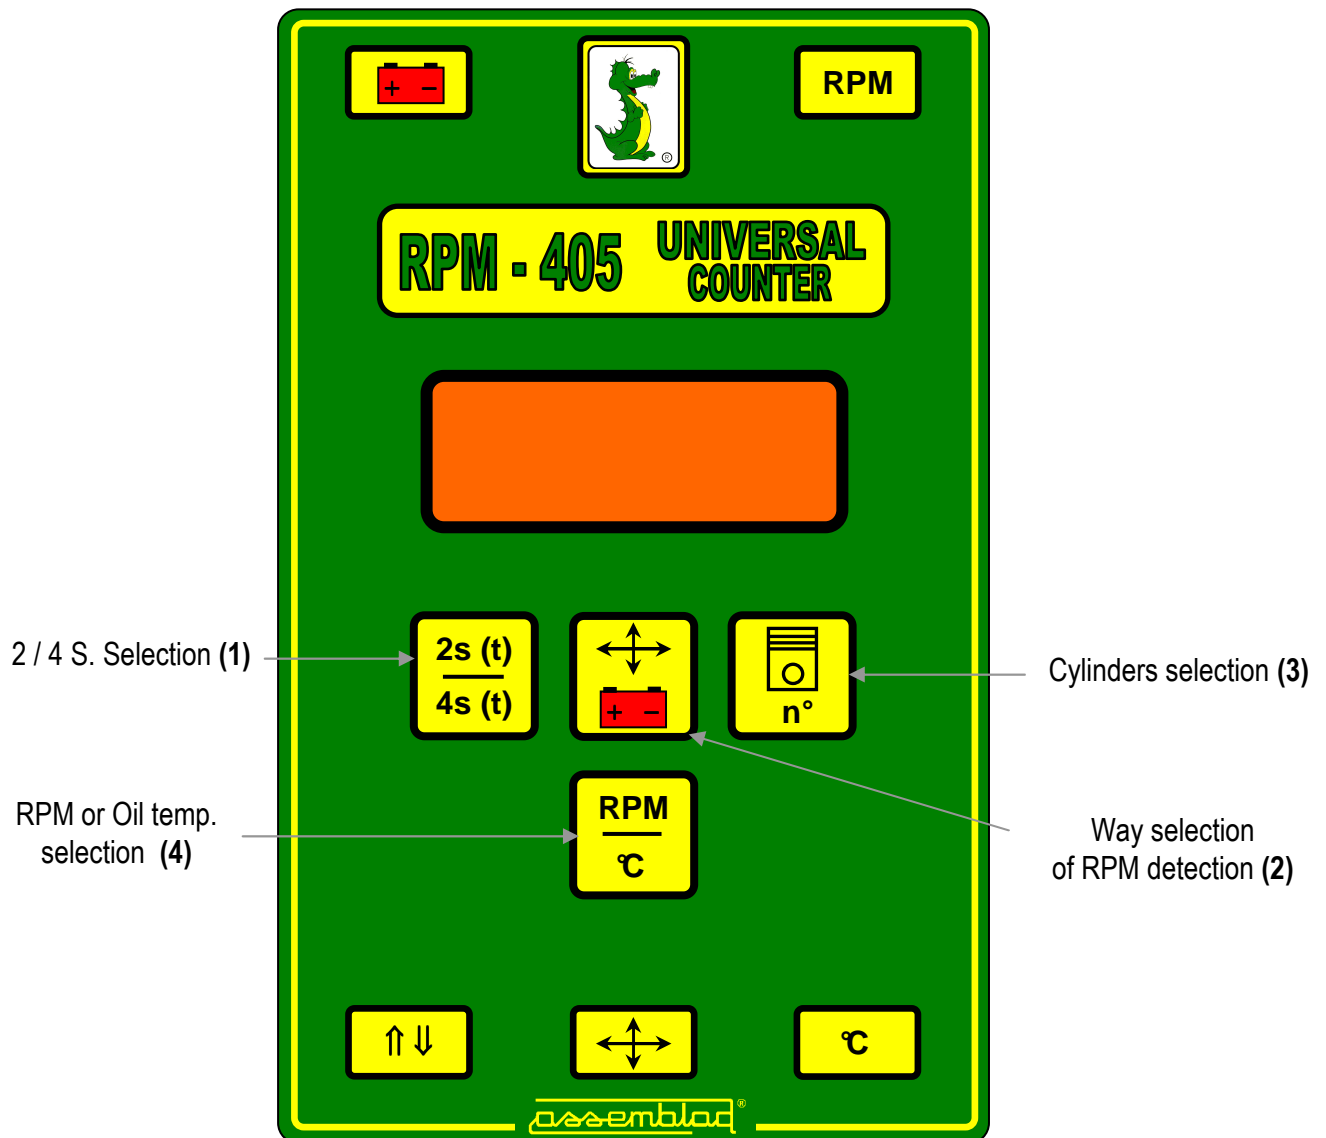 + −
RPM
®
RPM - 405
UNIVERSAL
COUNTER
2 / 4 S. Selection (1)
2s (t)
4s (t)
+ −
n°
Cylinders selection (3)
RPM or Oil temp.
selection (4)
RPM
°C
Way selection
of RPM detection (2)
⇑⇓
°C
assemblad®